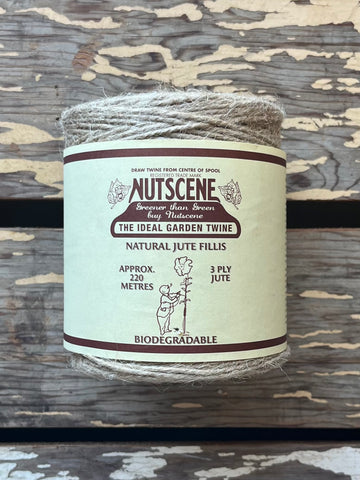 DRAW TWINE FROM CENTRE OF SPOOL
REGISTERED TRADE MARK
NUTSCENE
Greener than Green
buy Nutscene
THE IDEAL GARDEN TWINE
NATURAL JUTE FILLIS
APPROX.
220
METRES
3 PLY
JUTE
BIODEGRADABLE